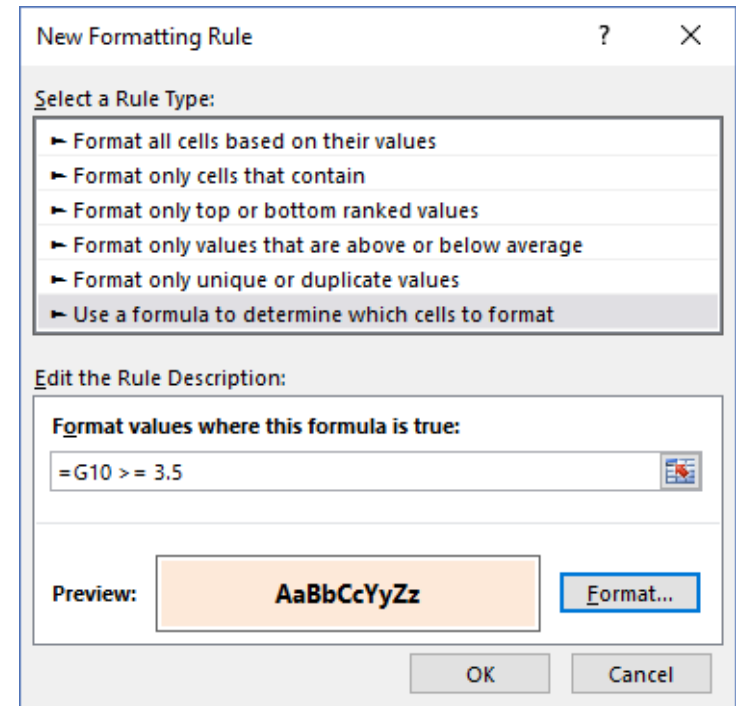 New Formatting Rule ? ×
Select a Rule Type:
► Format all cells based on their values
► Format only cells that contain
► Format only top or bottom ranked values
► Format only values that are above or below average
► Format only unique or duplicate values
► Use a formula to determine which cells to format
Edit the Rule Description:
Format values where this formula is true:
=G10 >= 3.5
Preview: AaBbCcYyZz Format...
OK Cancel